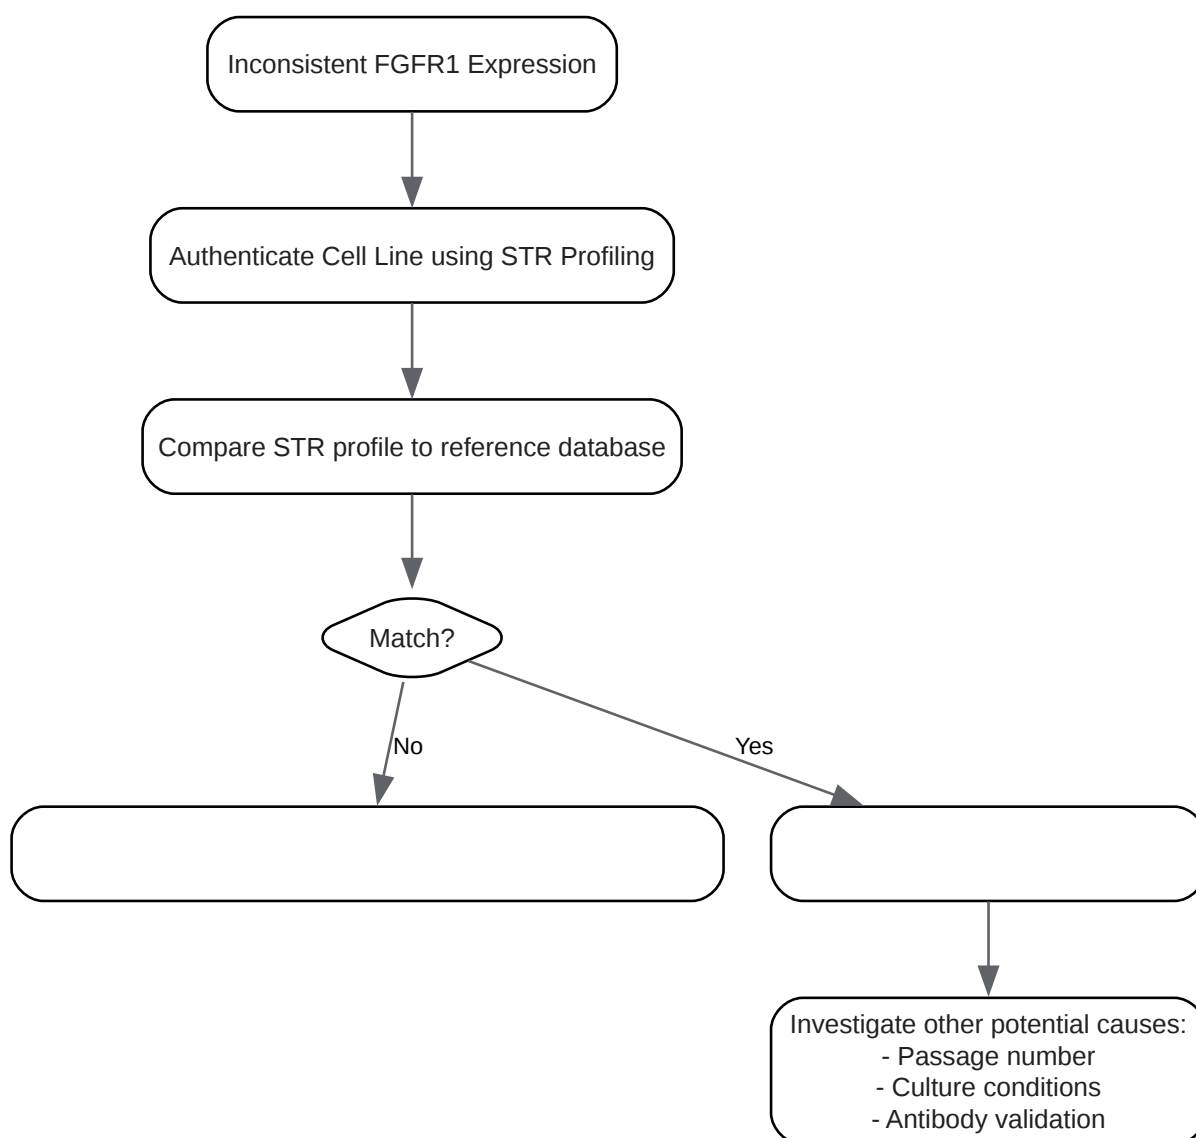 Inconsistent FGFR1 Expression
Authenticate Cell Line using STR Profiling
Compare STR profile to reference database
Match?
No
Yes
Investigate other potential causes:
- Passage number
- Culture conditions
- Antibody validation